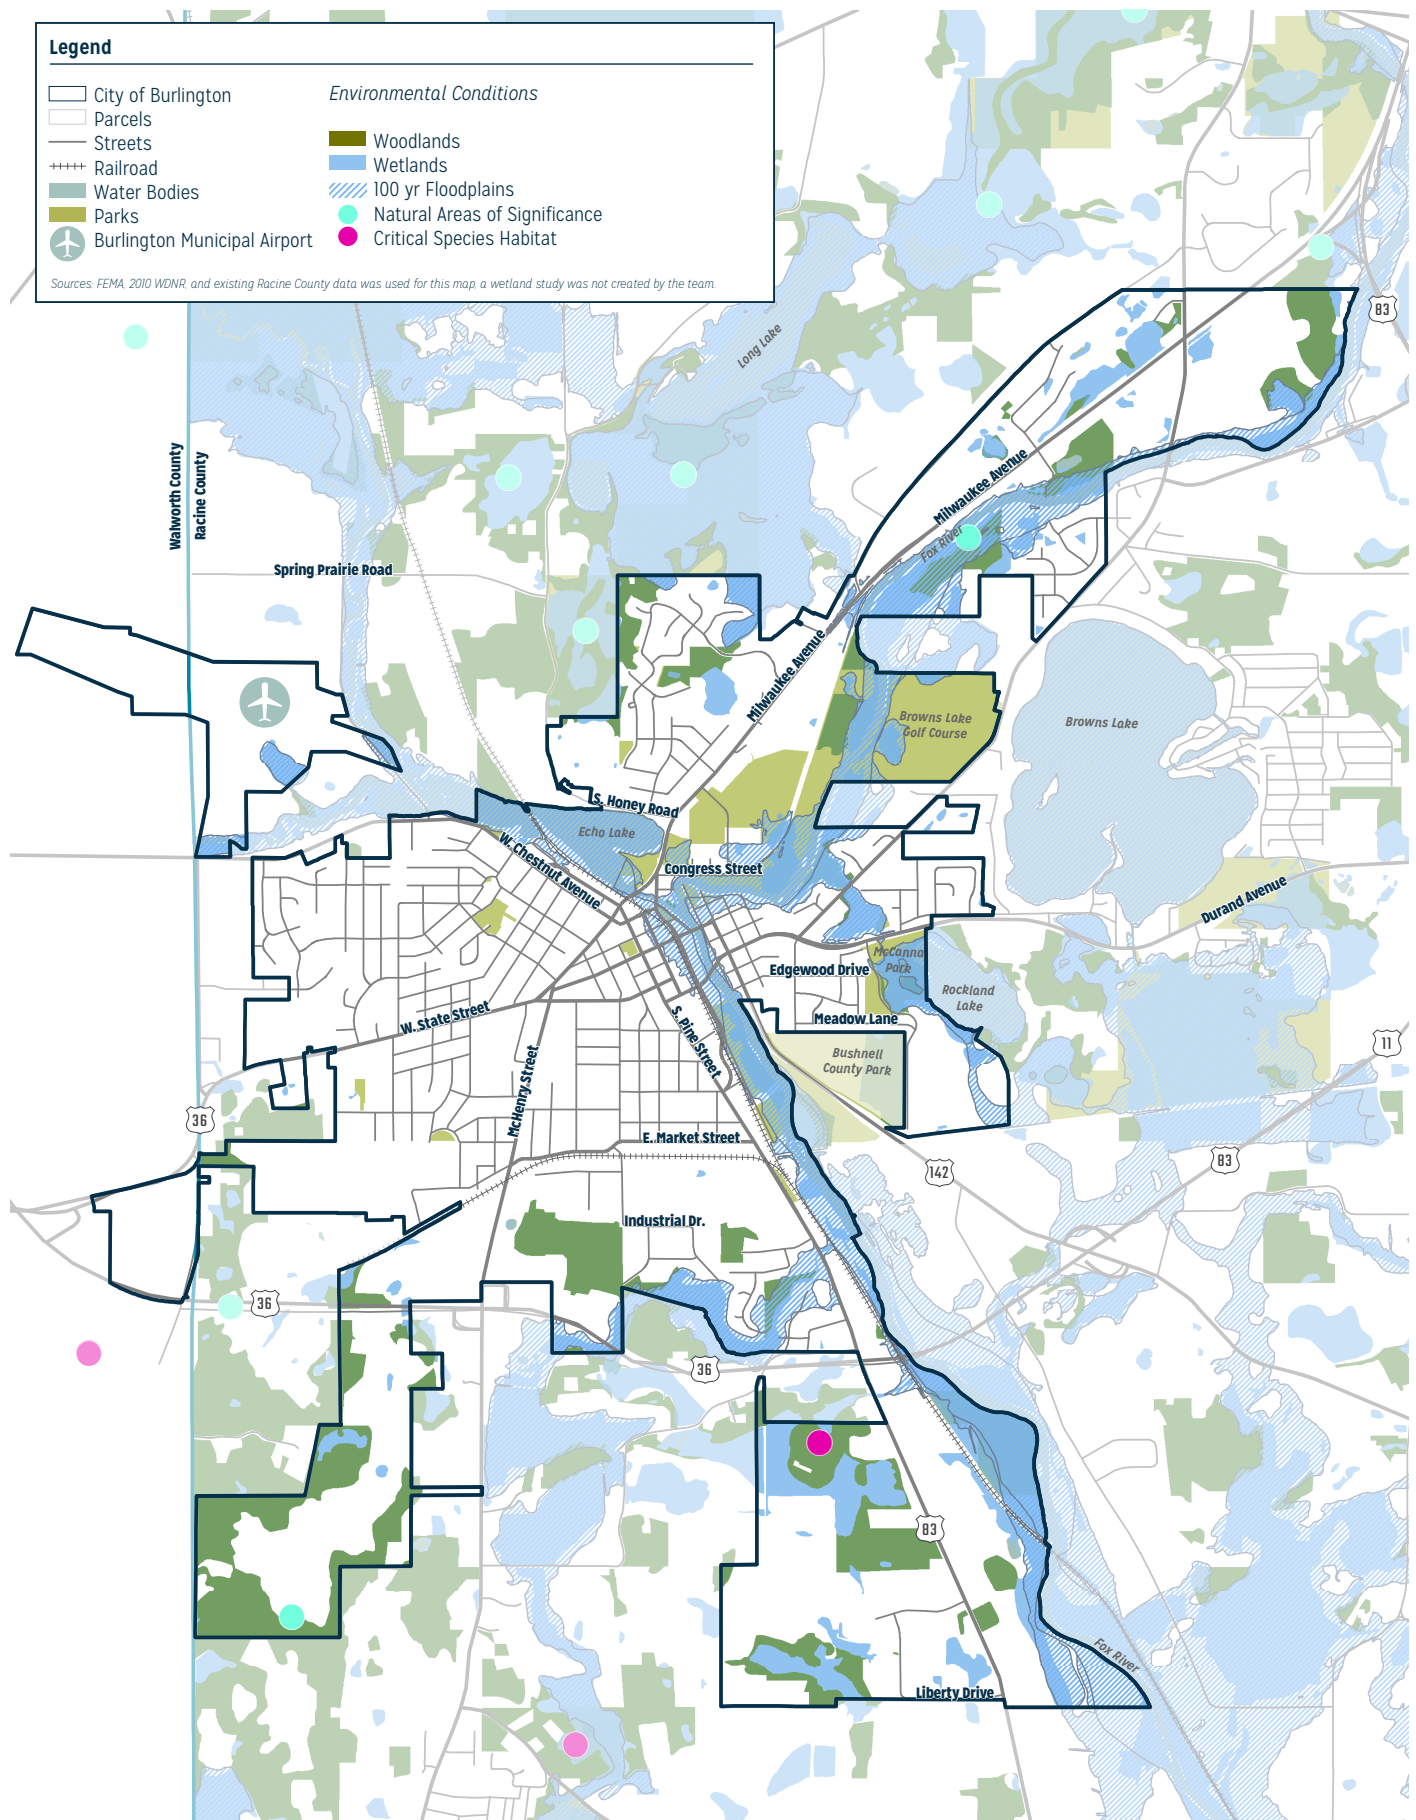 Legend
City of Burlington
Parcels
Streets
Railroad
Water Bodies
Parks
Burlington Municipal Airport
Environmental Conditions
Woodlands
Wetlands
100 yr Floodplains
Natural Areas of Significance
Critical Species Habitat
Sources: FEMA, 2010 WDNR, and existing Racine County data was used for this map, a wetland study was not created by the team.
83
Long Lake
Walworth County
Racine County
Milwaukee Avenue
Fox River
Spring Prairie Road
Milwaukee Avenue
Browns Lake
Golf Course
Browns Lake
S. Honey Road
Echo Lake
W. Chestnut Avenue
Congress Street
Durand Avenue
McCanna
Park
Edgewood Drive
Rockland
Lake
Meadow Lane
W. State Street
S. Pine Street
Bushnell
County Park
11
McHenry Street
36
E. Market Street
142
83
Industrial Dr.
36
36
83
Fox River
Liberty Drive